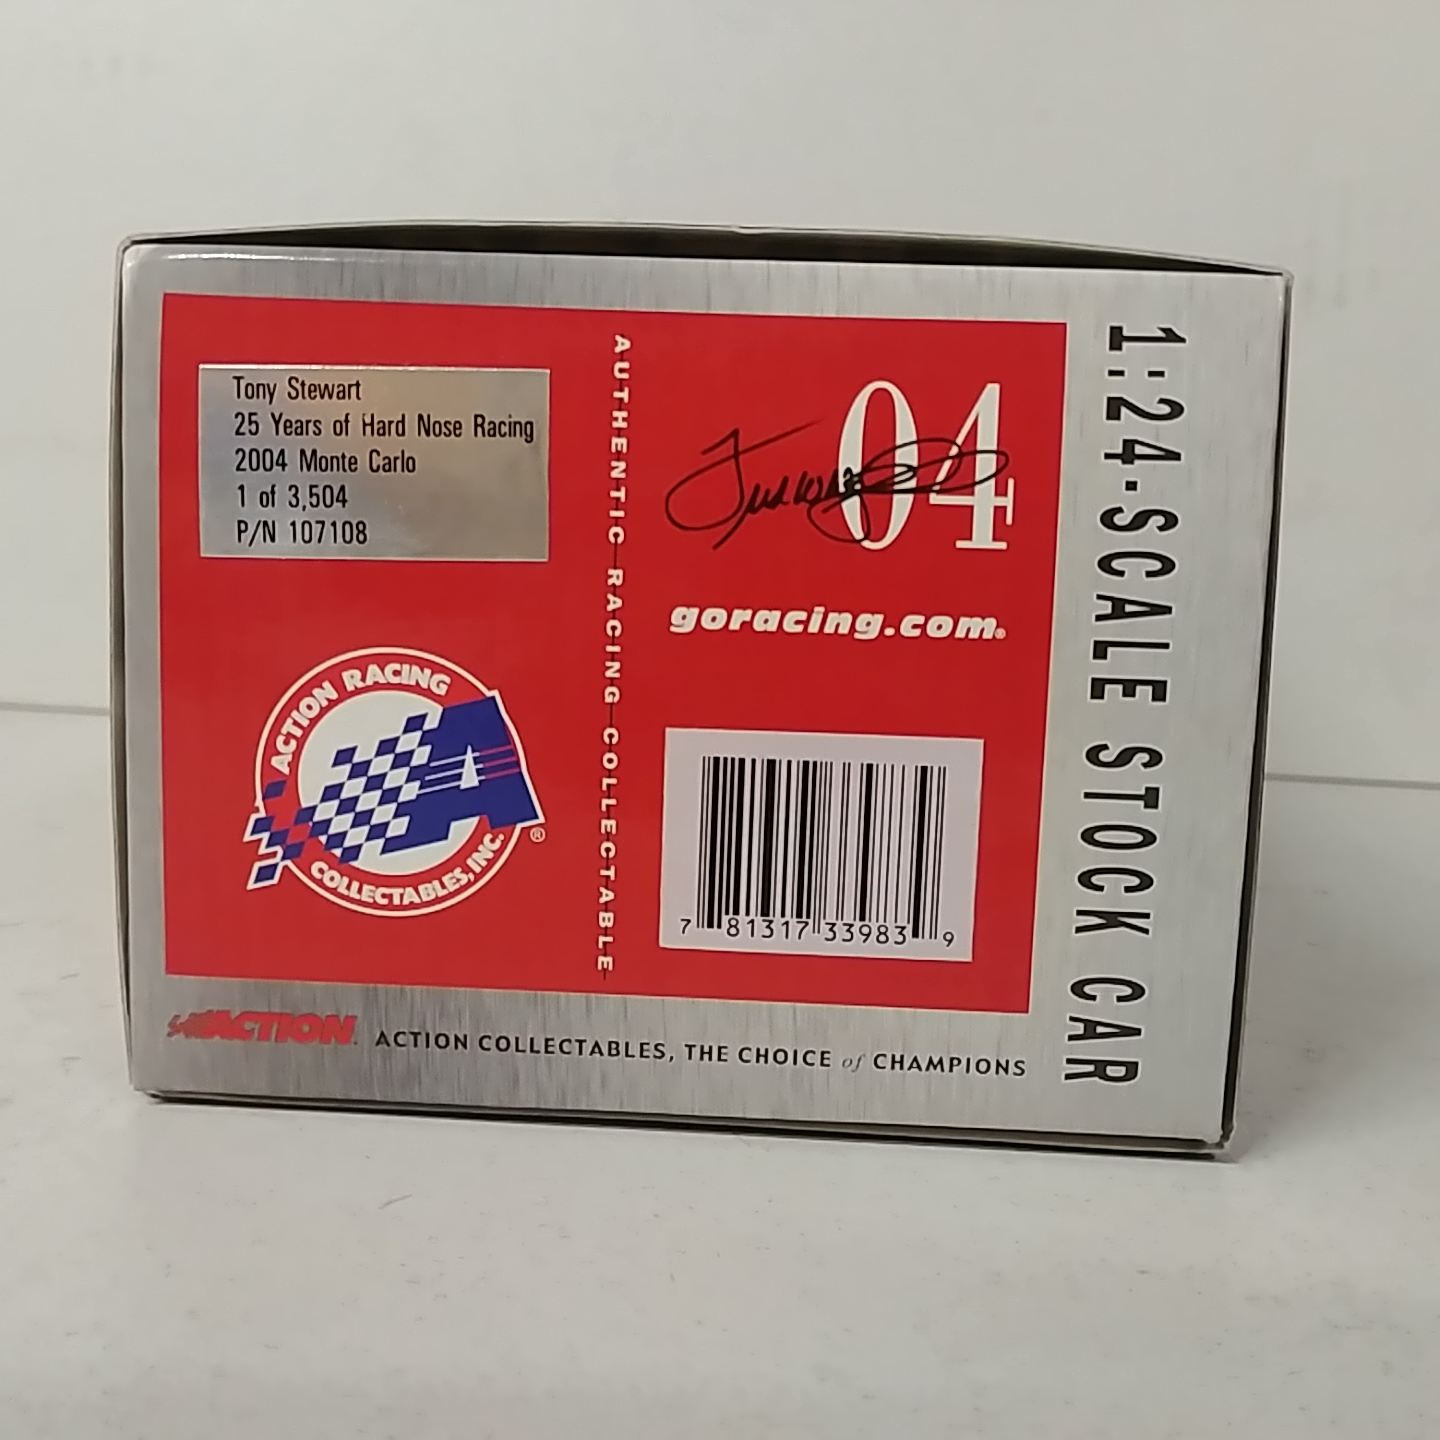 Tony Stewart
25 Years of Hard Nose Racing
2004 Monte Carlo
1 of 3,504
P/N 107108
ACTION RACING
COLLECTABLES, INC.
®
AUTHENTIC RACING COLLECTABLE
04
goracing.com®
7 81317 33983 9
ACTION
ACTION COLLECTABLES, THE CHOICE of CHAMPIONS
1:24-SCALE STOCK CAR